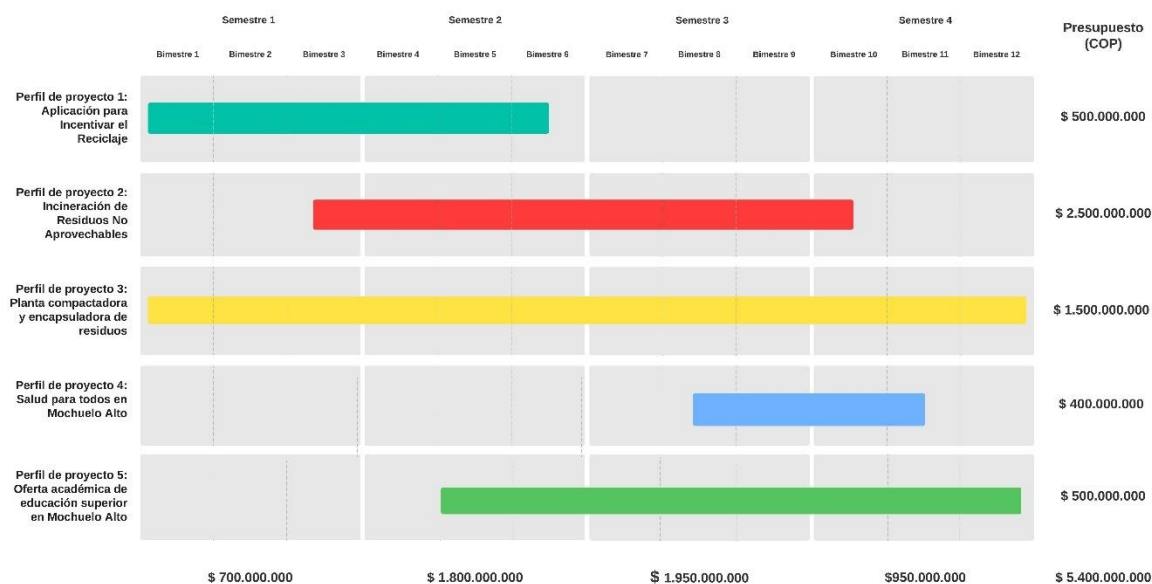 Semestre 1
Semestre 2
Semestre 3
Semestre 4
Presupuesto
(COP)
Bimestre 1
Bimestre 2
Bimestre 3
Bimestre 4
Bimestre 5
Bimestre 6
Bimestre 7
Bimestre 8
Bimestre 9
Bimestre 10
Bimestre 11
Bimestre 12
Perfil de proyecto 1:
Aplicación para
Incentivar el
Reciclaje
$ 500.000.000
Perfil de proyecto 2:
Incineración de
Residuos No
Aprovechables
$ 2.500.000.000
Perfil de proyecto 3:
Planta compactadora
y encapsuladora de
residuos
$ 1.500.000.000
Perfil de proyecto 4:
Salud para todos en
Mochuelo Alto
$ 400.000.000
Perfil de proyecto 5:
Oferta académica de
educación superior
en Mochuelo Alto
$ 500.000.000
$ 700.000.000
$ 1.800.000.000
$ 1.950.000.000
$950.000.000
$ 5.400.000.000